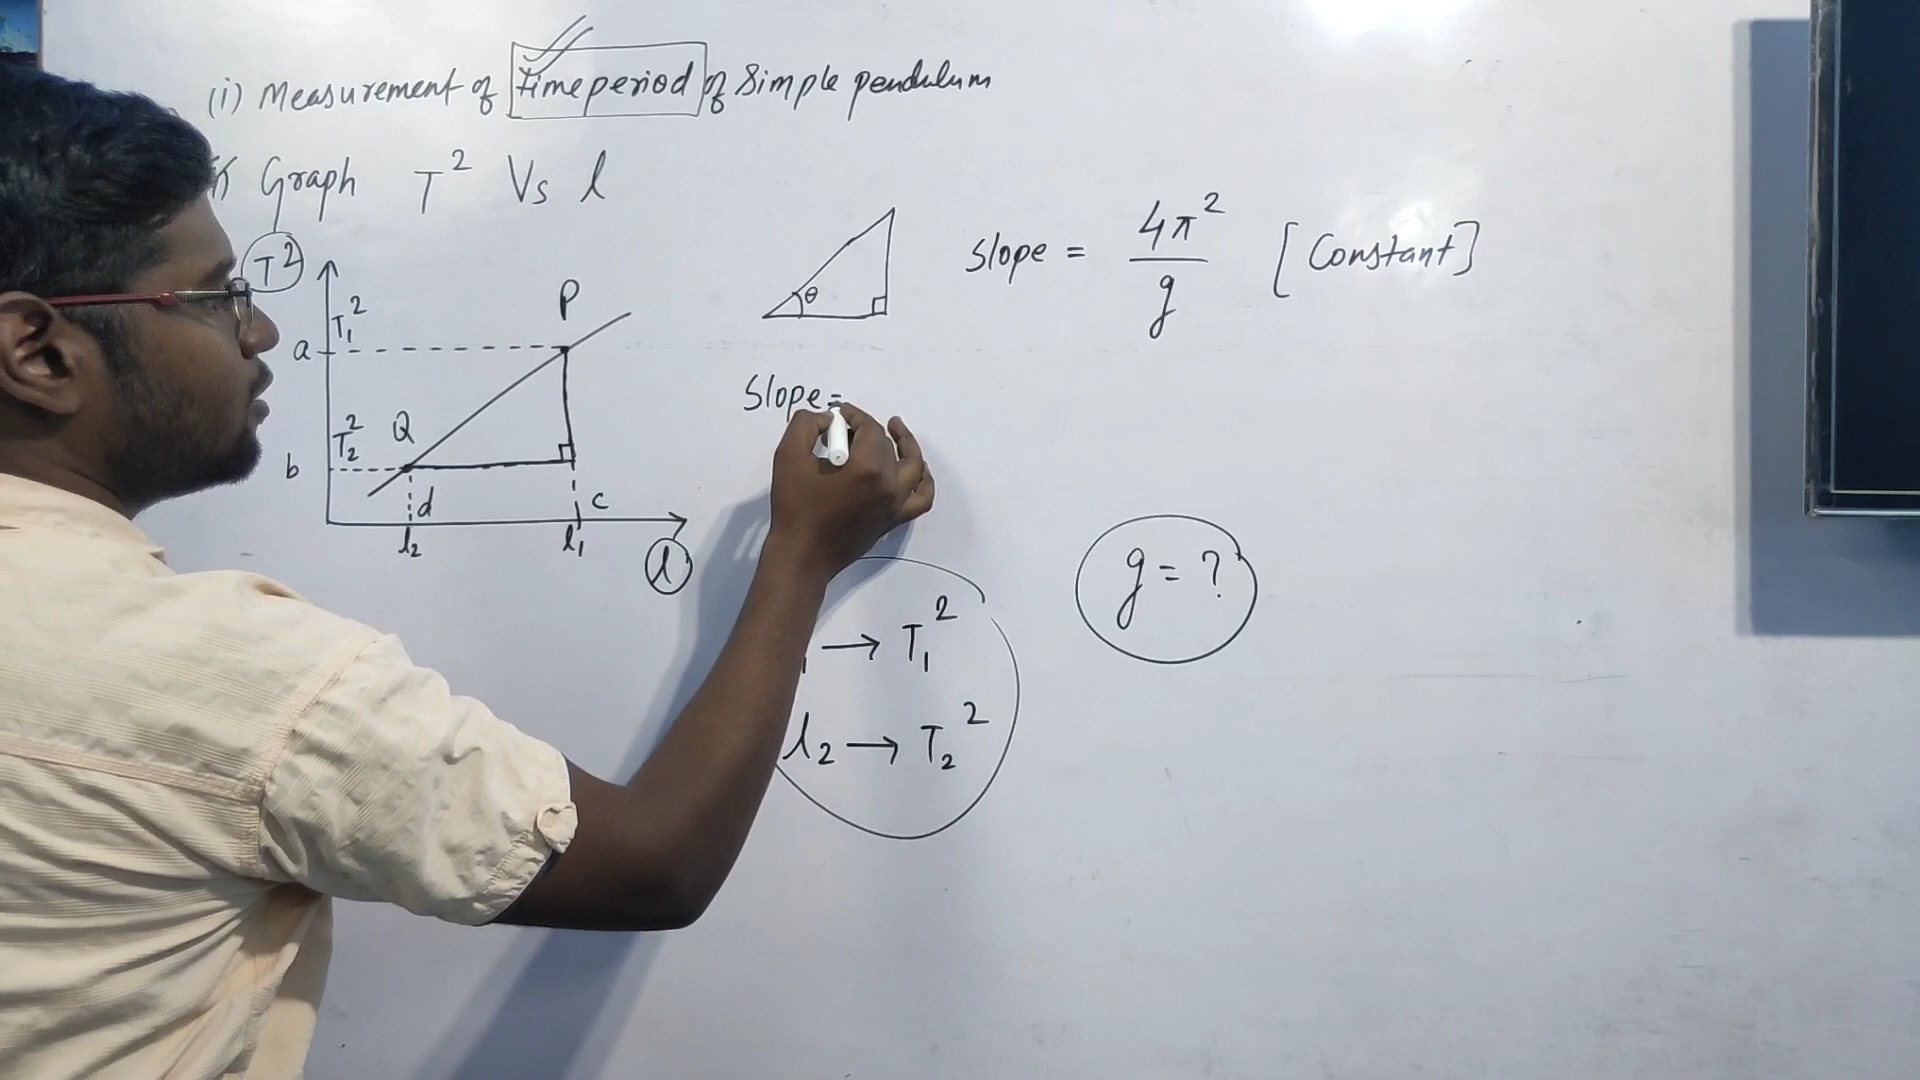 (i) Measurement of Time period of Simple pendulum
Graph T² Vs l
T²
T₁²
a
P
T₂²
b
Q
d
c
l₂
l₁
l
θ
Slope = 4π²/g [Constant]
Slope =
₁ → T₁²
l₂ → T₂²
g = ?